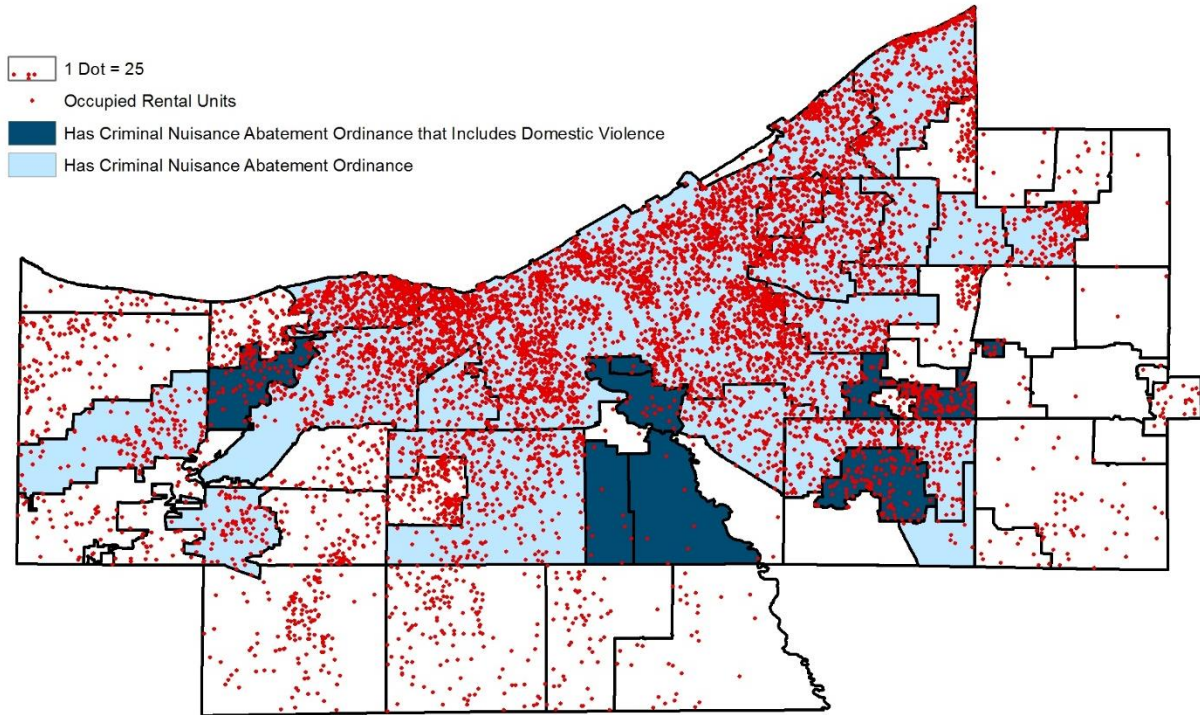 1 Dot = 25
Occupied Rental Units
Has Criminal Nuisance Abatement Ordinance that Includes Domestic Violence
Has Criminal Nuisance Abatement Ordinance